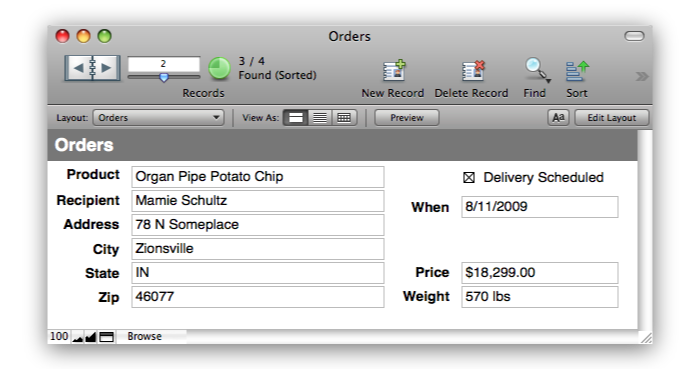 Orders
2
3 / 4
Found (Sorted)
Records
New Record
Delete Record
Find
Sort
Layout: Orders
View As:
Preview
Aa
Edit Layout
Orders
Product Organ Pipe Potato Chip
Delivery Scheduled
Recipient Mamie Schultz
When 8/11/2009
Address 78 N Someplace
City Zionsville
State IN
Price $18,299.00
Zip 46077
Weight 570 lbs
100
Browse